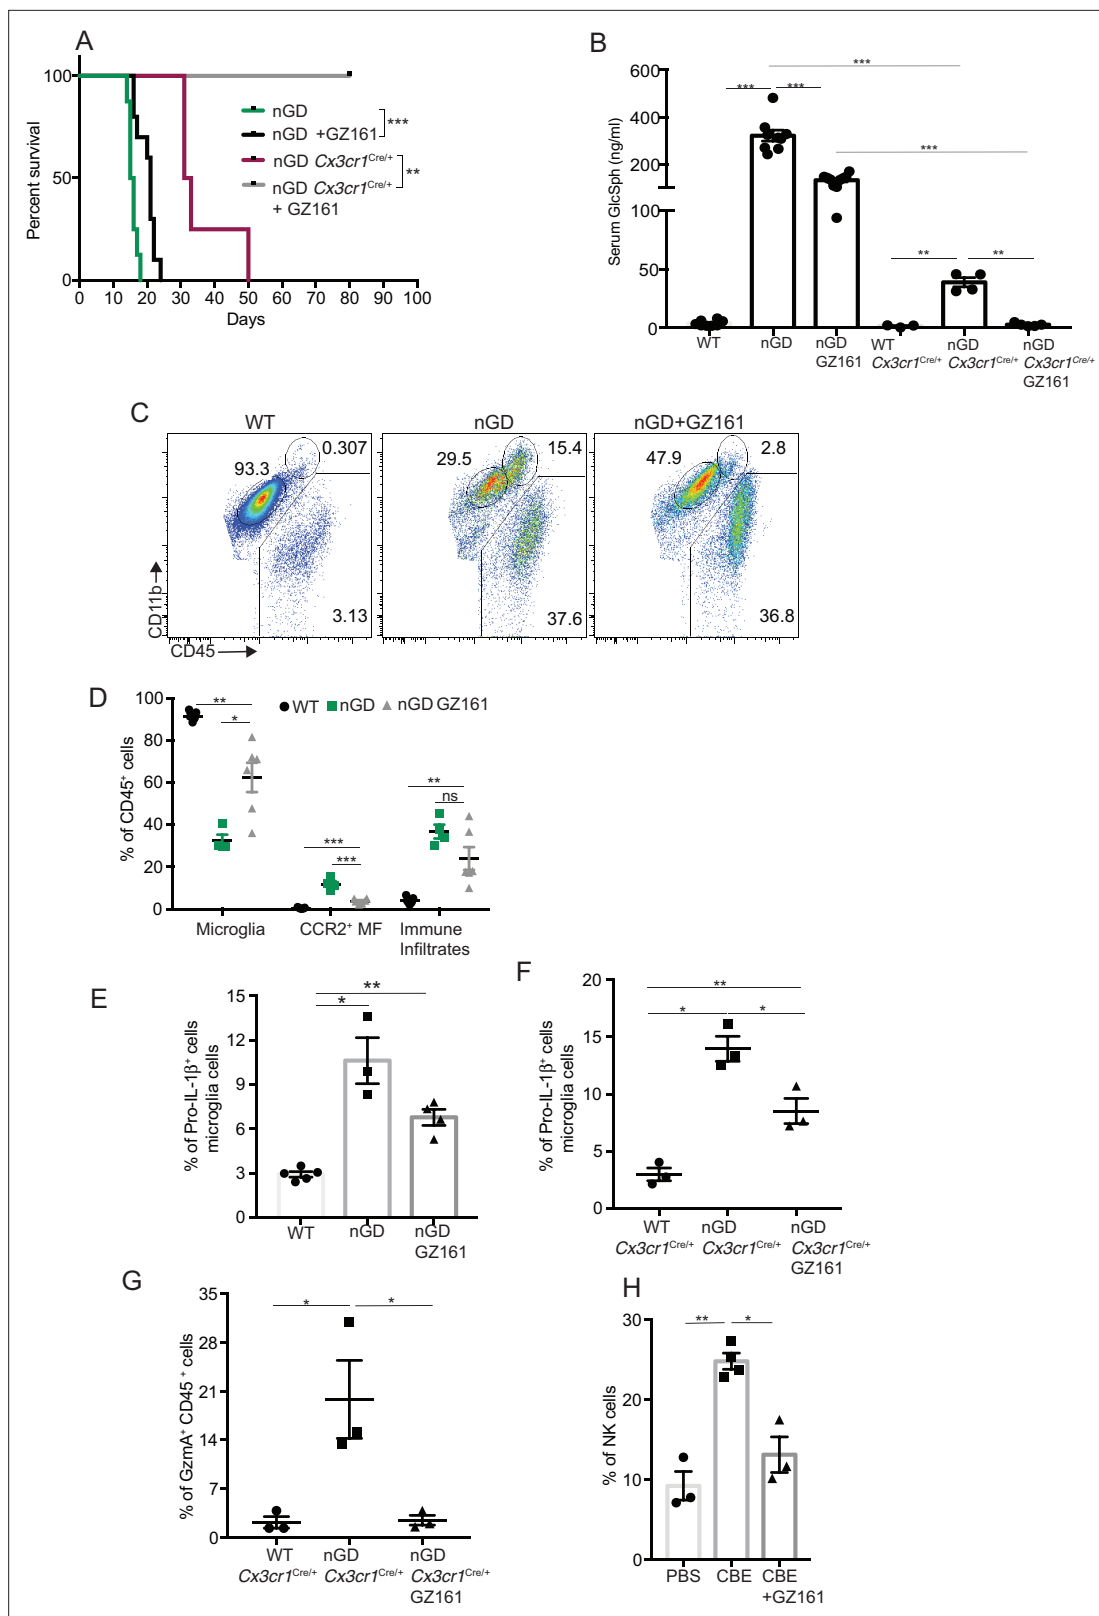 A
Percent survival
100
50
0
0 10 20 30 40 50 60 70 80 90 100
Days
nGD
nGD +GZ161
nGD Cx3cr1Cre/+
nGD Cx3cr1Cre/+
+ GZ161
***
**
B
Serum GlcSph (ng/ml)
600
400
200
100
50
0
***
*** ***
***
** **
WT nGD nGD WT nGD nGD
GZ161 Cx3cr1Cre/+ Cx3cr1Cre/+ Cx3cr1Cre/+
GZ161
C
WT nGD nGD+GZ161
93.3 0.307 3.13
29.5 15.4 37.6
47.9 2.8 36.8
CD11b
CD45
D
% of CD45+ cells
100
80
60
40
20
0
WT nGD nGD GZ161
**
*
***
***
**
ns
Microglia CCR2+ MF Immune
Infiltrates
E
% of Pro-IL-1β+ cells
microglia cells
15
12
9
6
3
0
**
*
WT nGD nGD
GZ161
F
% of Pro-IL-1β+ cells
microglia cells
20
15
10
5
0
**
* *
WT nGD nGD
Cx3cr1Cre/+ Cx3cr1Cre/+ Cx3cr1Cre/+
GZ161
G
% of GzmA+ CD45 + cells
35
28
21
14
7
0
* *
WT nGD nGD
Cx3cr1Cre/+ Cx3cr1Cre/+ Cx3cr1Cre/+
GZ161
H
% of NK cells
30
20
10
0
** *
PBS CBE CBE
+GZ161